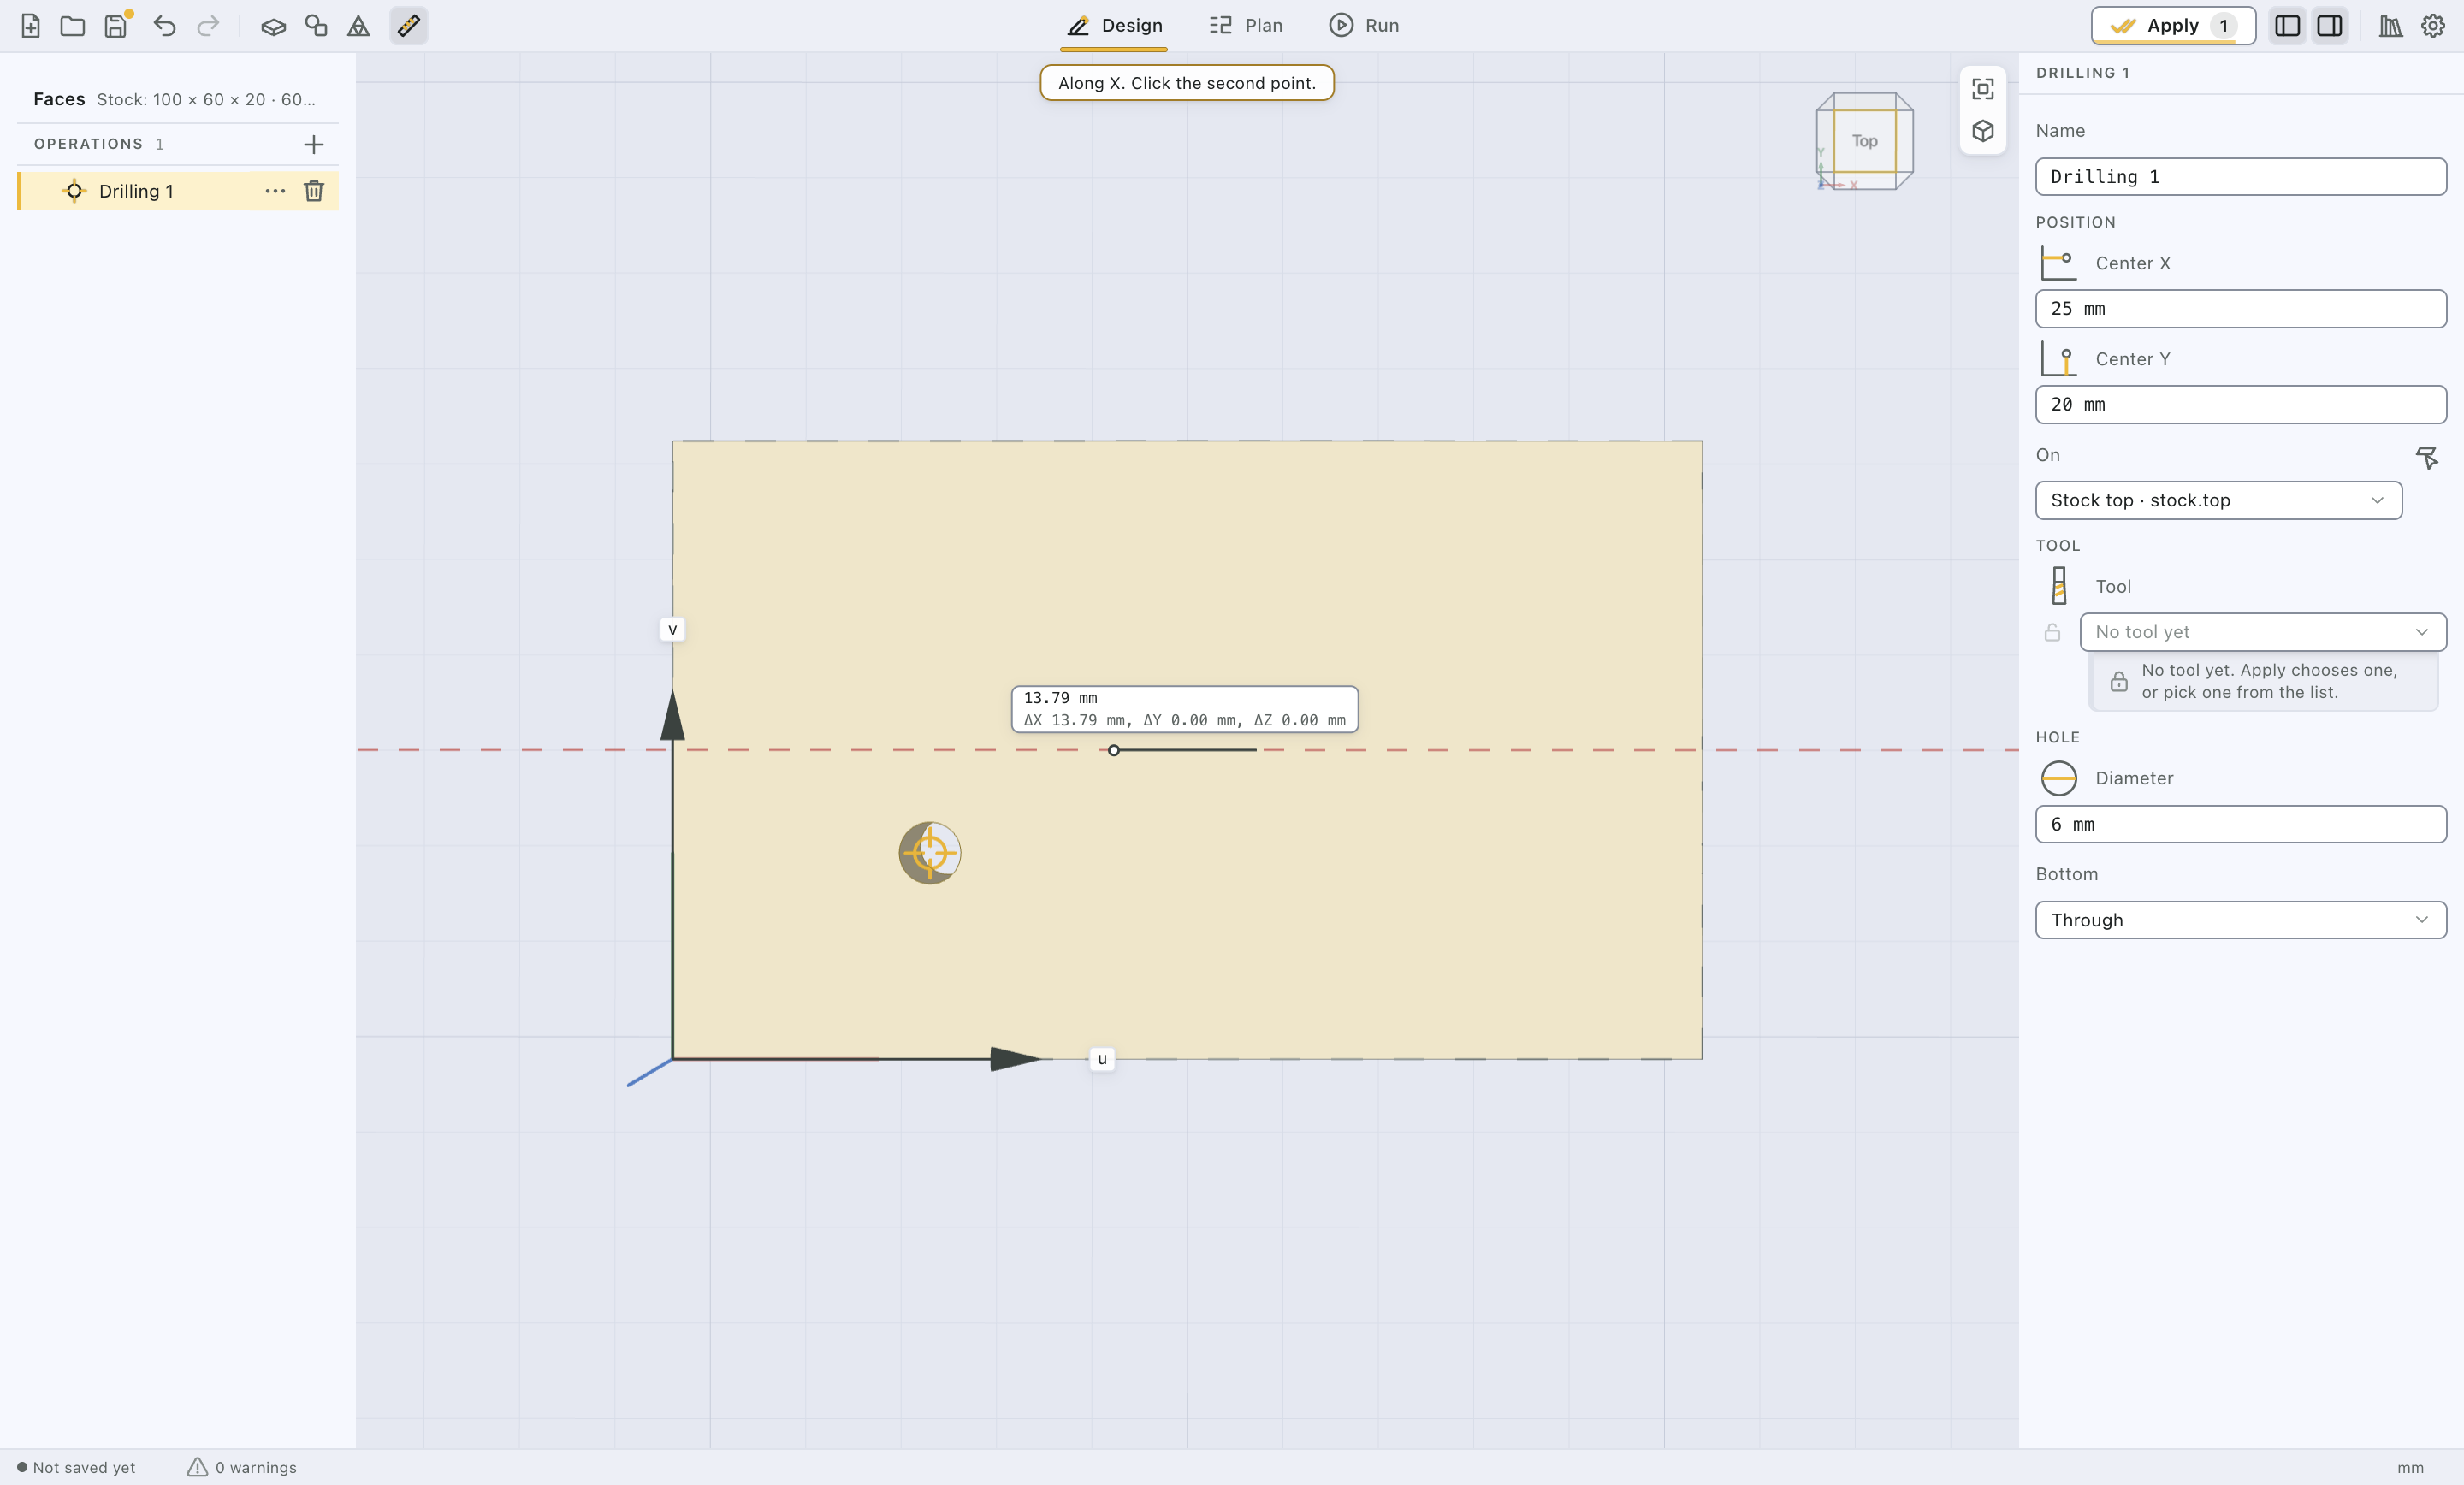 Design
Plan
Run
Apply 1
Along X. Click the second point.
Faces Stock: 100 × 60 × 20 · 60...
OPERATIONS 1
Drilling 1
Top
Y
X
v
13.79 mm
ΔX 13.79 mm, ΔY 0.00 mm, ΔZ 0.00 mm
u
DRILLING 1
Name
Drilling 1
POSITION
Center X
25 mm
Center Y
20 mm
On
Stock top · stock.top
TOOL
Tool
No tool yet
No tool yet. Apply chooses one,
or pick one from the list.
HOLE
Diameter
6 mm
Bottom
Through
Not saved yet
0 warnings
mm